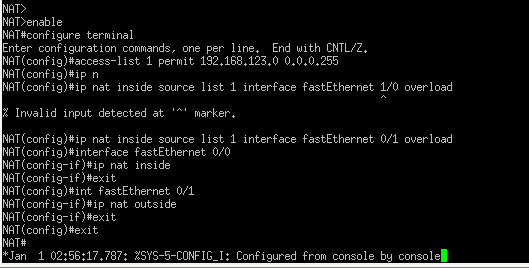 NAT>
NAT>enable
NAT#configure terminal
Enter configuration commands, one per line.  End with CNTL/Z.
NAT(config)#access-list 1 permit 192.168.123.0 0.0.0.255
NAT(config)#ip n
NAT(config)#ip nat inside source list 1 interface fastEthernet 1/0 overload
^
% Invalid input detected at '^' marker.
NAT(config)#ip nat inside source list 1 interface fastEthernet 0/1 overload
NAT(config)#interface fastEthernet 0/0
NAT(config-if)#ip nat inside
NAT(config-if)#exit
NAT(config)#int fastEthernet 0/1
NAT(config-if)#ip nat outside
NAT(config-if)#exit
NAT(config)#exit
NAT#
*Jan  1 02:56:17.787: %SYS-5-CONFIG_I: Configured from console by console